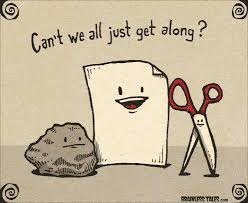 Can't we all just get along?
BRAINLESS TALES.com